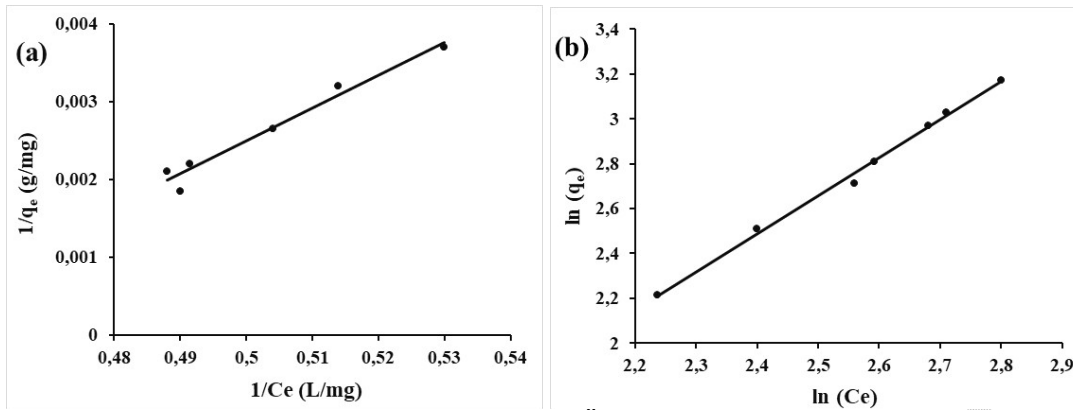 (a)
0,004
0,003
0,002
0,001
0
0,48 0,49 0,5 0,51 0,52 0,53 0,54
1/qₑ (g/mg)
1/Ce (L/mg)
(b)
3,4
3,2
3
2,8
2,6
2,4
2,2
2
2,2 2,3 2,4 2,5 2,6 2,7 2,8 2,9
ln (qₑ)
ln (Ce)